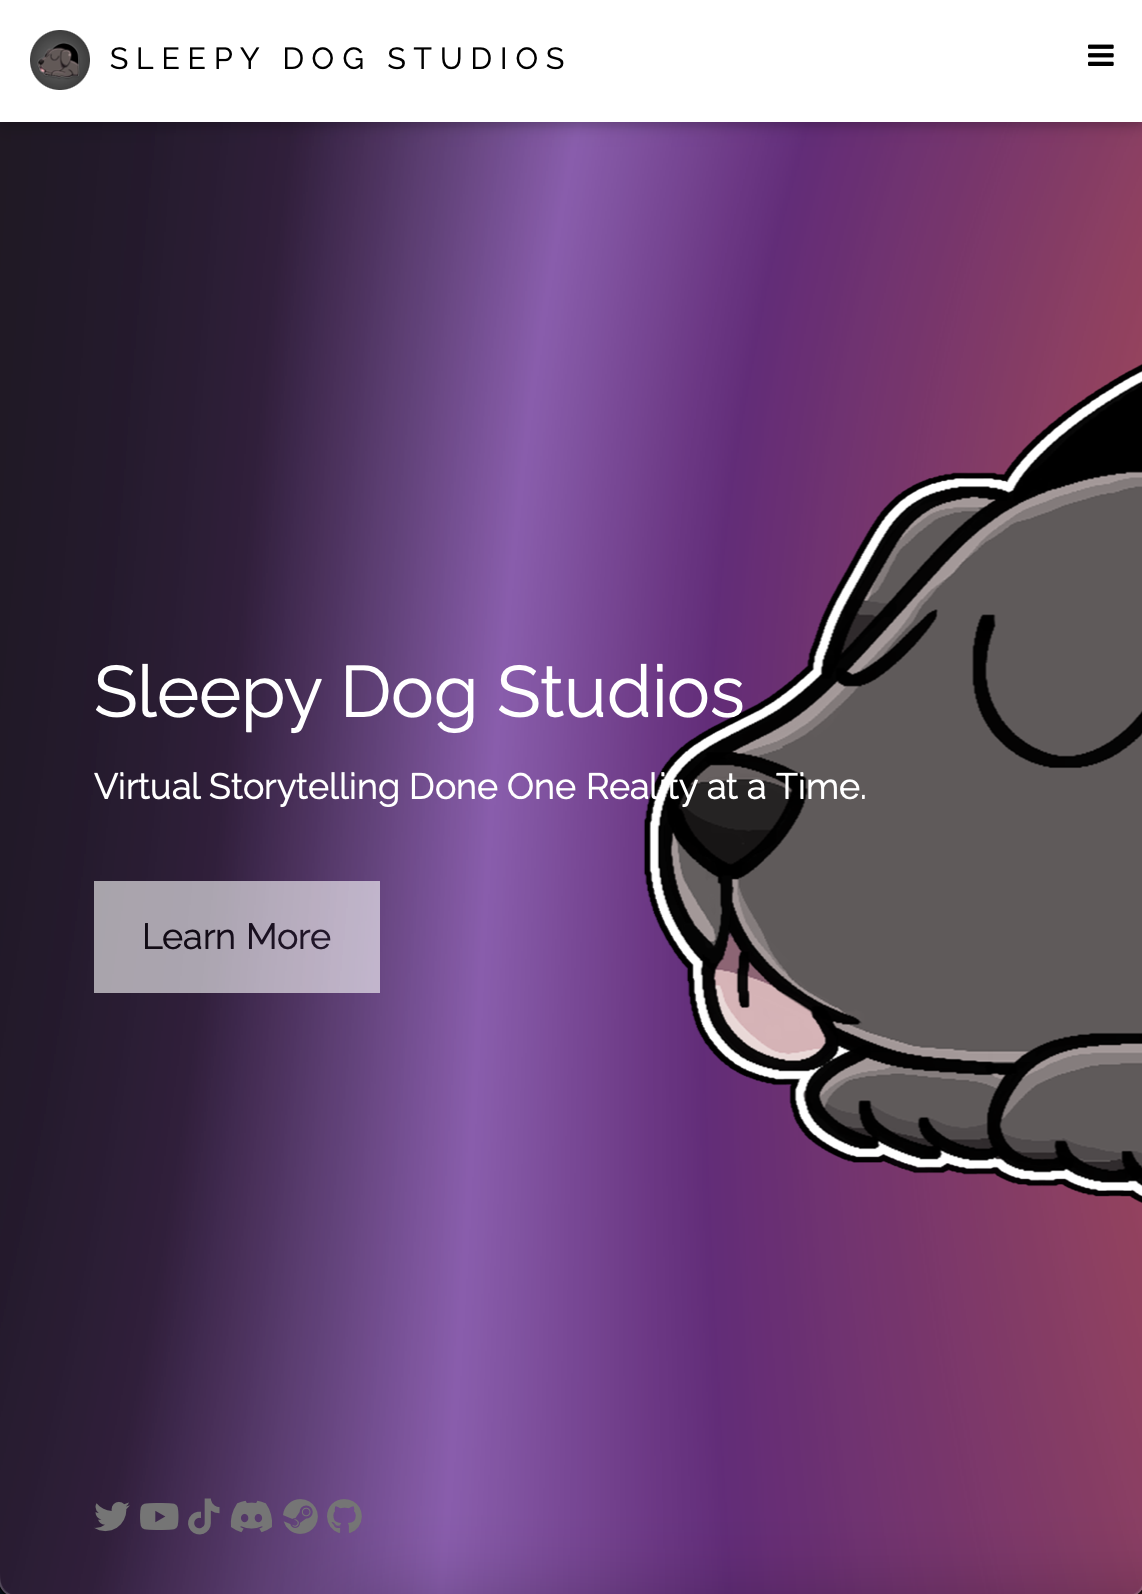 SLEEPY DOG STUDIOS
Sleepy Dog Studios
Virtual Storytelling Done One Reality at a Time.
Learn More